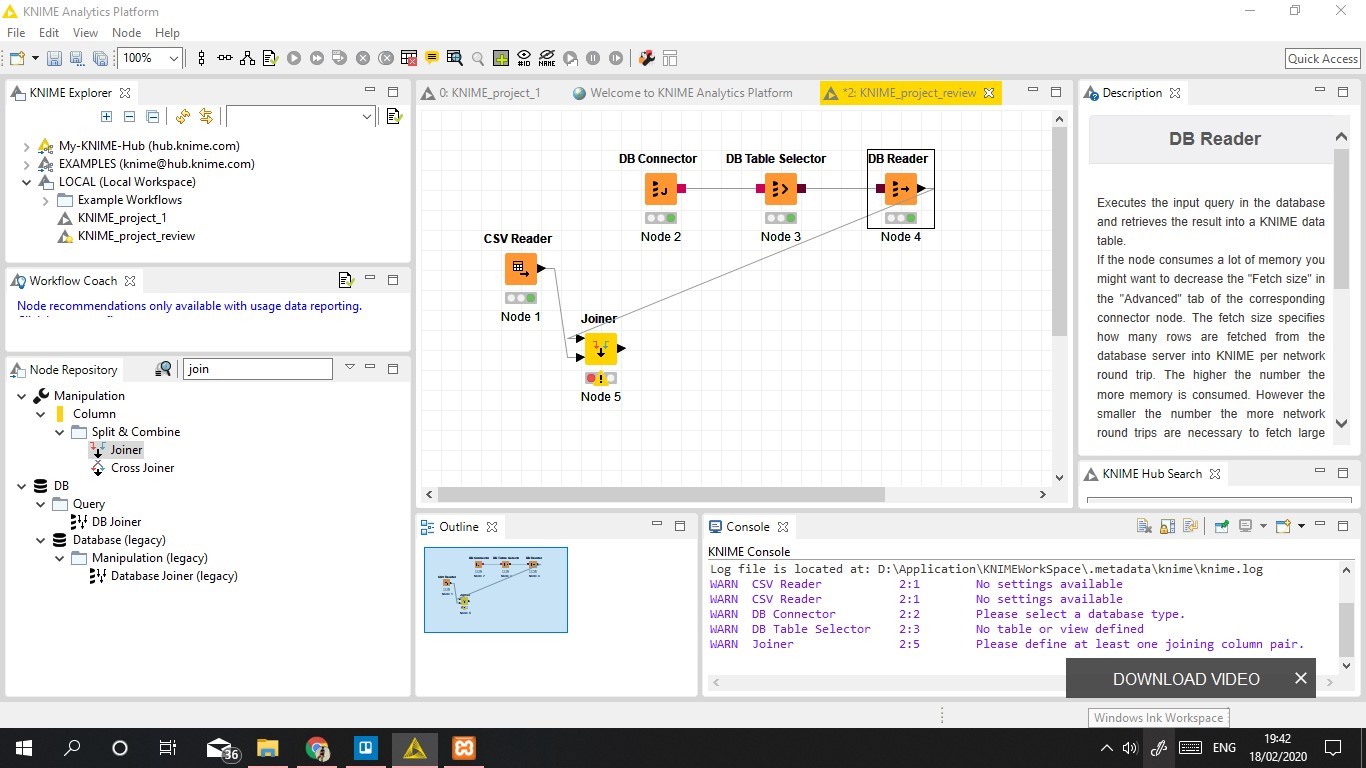 KNIME Analytics Platform
File Edit View Node Help
100%
#ID
NAME
Quick Access
KNIME Explorer
My-KNIME-Hub (hub.knime.com)
EXAMPLES (knime@hub.knime.com)
LOCAL (Local Workspace)
Example Workflows
KNIME_project_1
KNIME_project_review
Workflow Coach
Node recommendations only available with usage data reporting.
Node Repository
join
Manipulation
Column
Split & Combine
Joiner
Cross Joiner
DB
Query
DB Joiner
Database (legacy)
Manipulation (legacy)
Database Joiner (legacy)
0: KNIME_project_1
Welcome to KNIME Analytics Platform
*2: KNIME_project_review
DB Connector
DB Table Selector
DB Reader
Node 2
Node 3
Node 4
CSV Reader
Node 1
Joiner
Node 5
Description
DB Reader
Executes the input query in the database
and retrieves the result into a KNIME data
table.
If the node consumes a lot of memory you
might want to decrease the "Fetch size" in
the "Advanced" tab of the corresponding
connector node. The fetch size specifies
how many rows are fetched from the
database server into KNIME per network
round trip. The higher the number the
more memory is consumed. However the
smaller the number the more network
round trips are necessary to fetch large
KNIME Hub Search
Outline
Console
KNIME Console
Log file is located at: D:\Application\KNIMEWorkSpace\.metadata\knime\knime.log
WARN CSV Reader 2:1 No settings available
WARN CSV Reader 2:1 No settings available
WARN DB Connector 2:2 Please select a database type.
WARN DB Table Selector 2:3 No table or view defined
WARN Joiner 2:5 Please define at least one joining column pair.
DOWNLOAD VIDEO
Windows Ink Workspace
36
ENG
19:42
18/02/2020